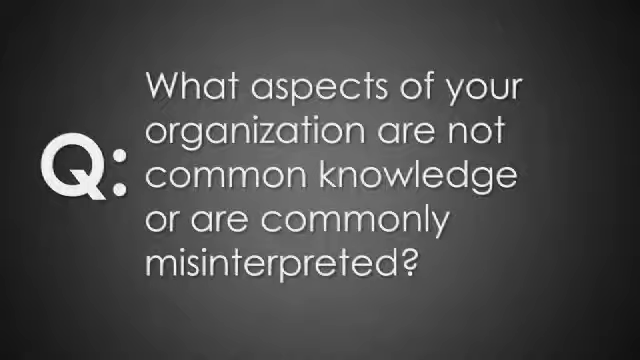 Q:
What aspects of your
organization are not
common knowledge
or are commonly
misinterpreted?